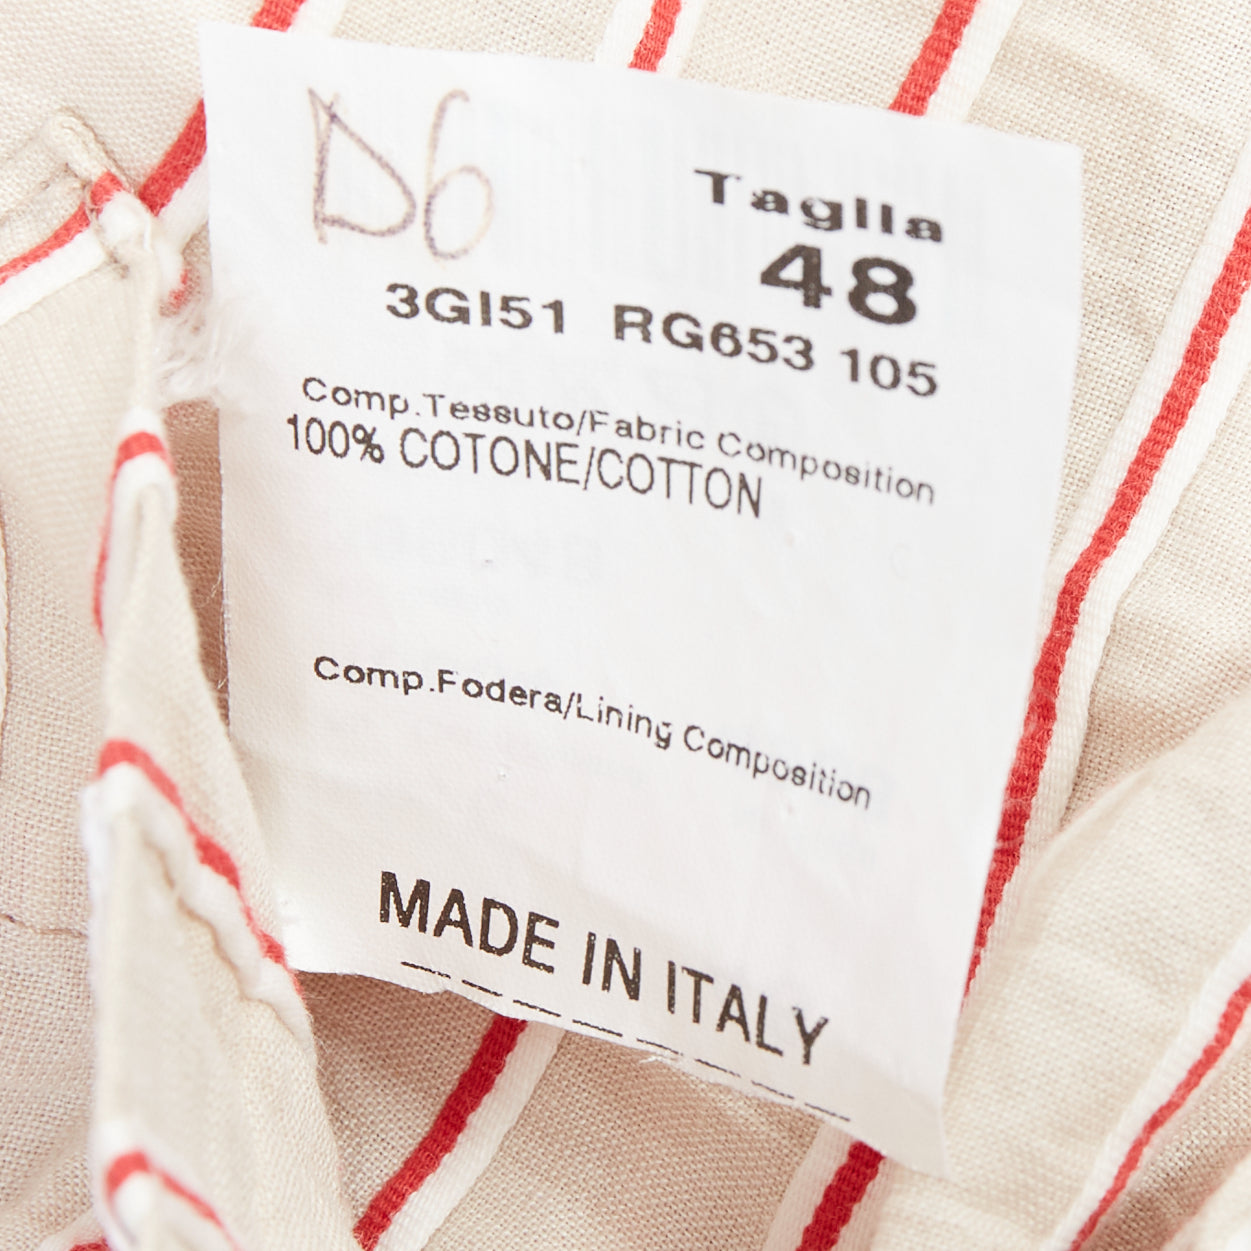 D6
Taglia
48
3GI51 RG653 105
Comp.Tessuto/Fabric Composition
100% COTONE/COTTON
Comp.Fodera/Lining Composition
MADE IN ITALY